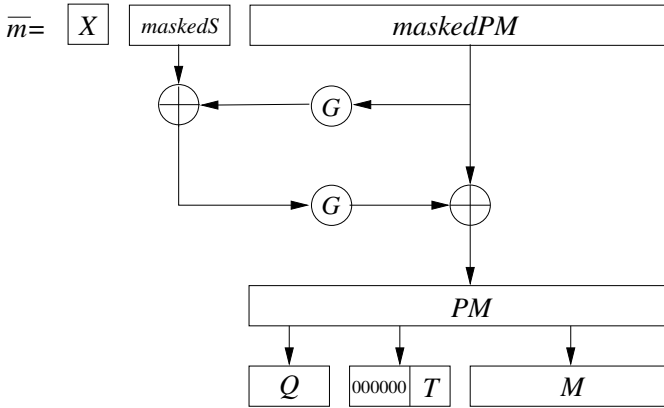 m̅= X maskedS maskedPM
G
G
PM
Q 000000 T M